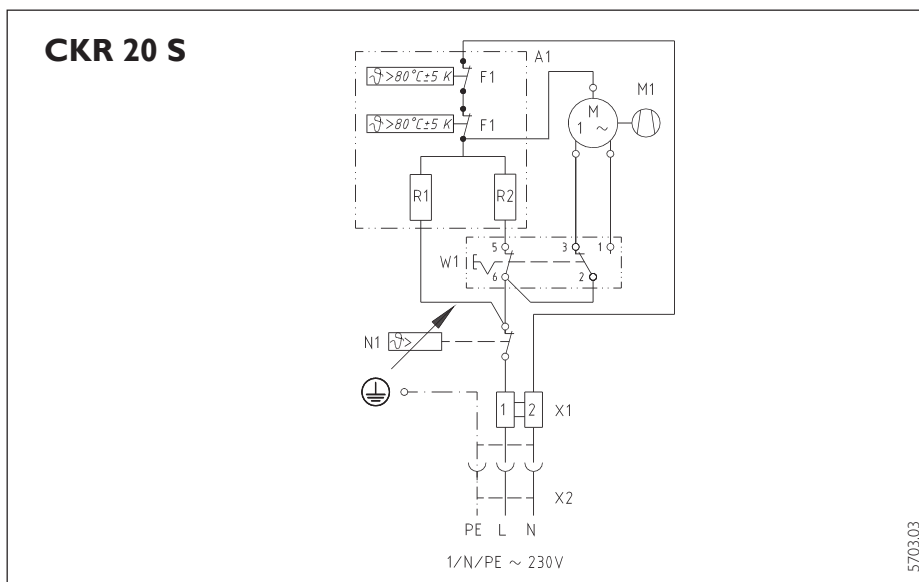 CKR 20 S
A1
ϑ>80°C±5 K
F1
M1
M
1 ~
ϑ>80°C±5 K
F1
R1
R2
5
3
1
W1
6
2
N1
ϑ>
1
2
X1
X2
PE L N
1/N/PE ~ 230V
5703.03